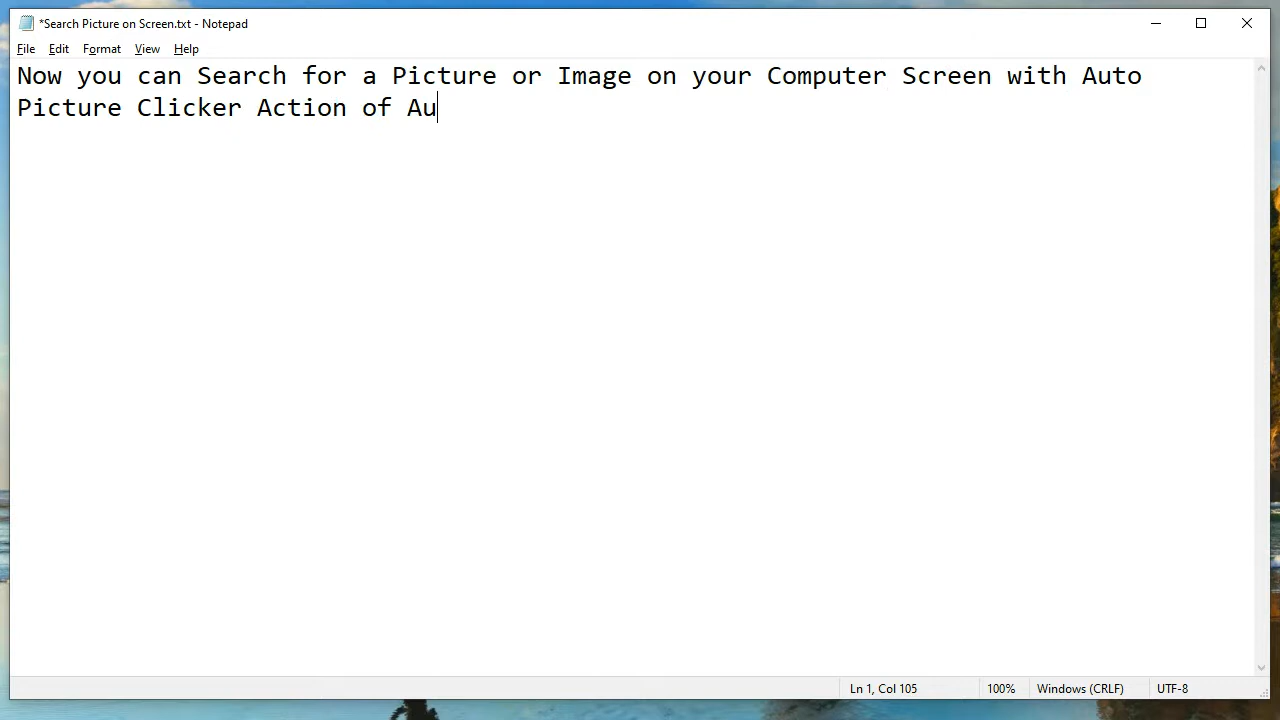 *Search Picture on Screen.txt - Notepad
File Edit Format View Help
Now you can Search for a Picture or Image on your Computer Screen with Auto
Picture Clicker Action of Au
Ln 1, Col 105 100% Windows (CRLF) UTF-8